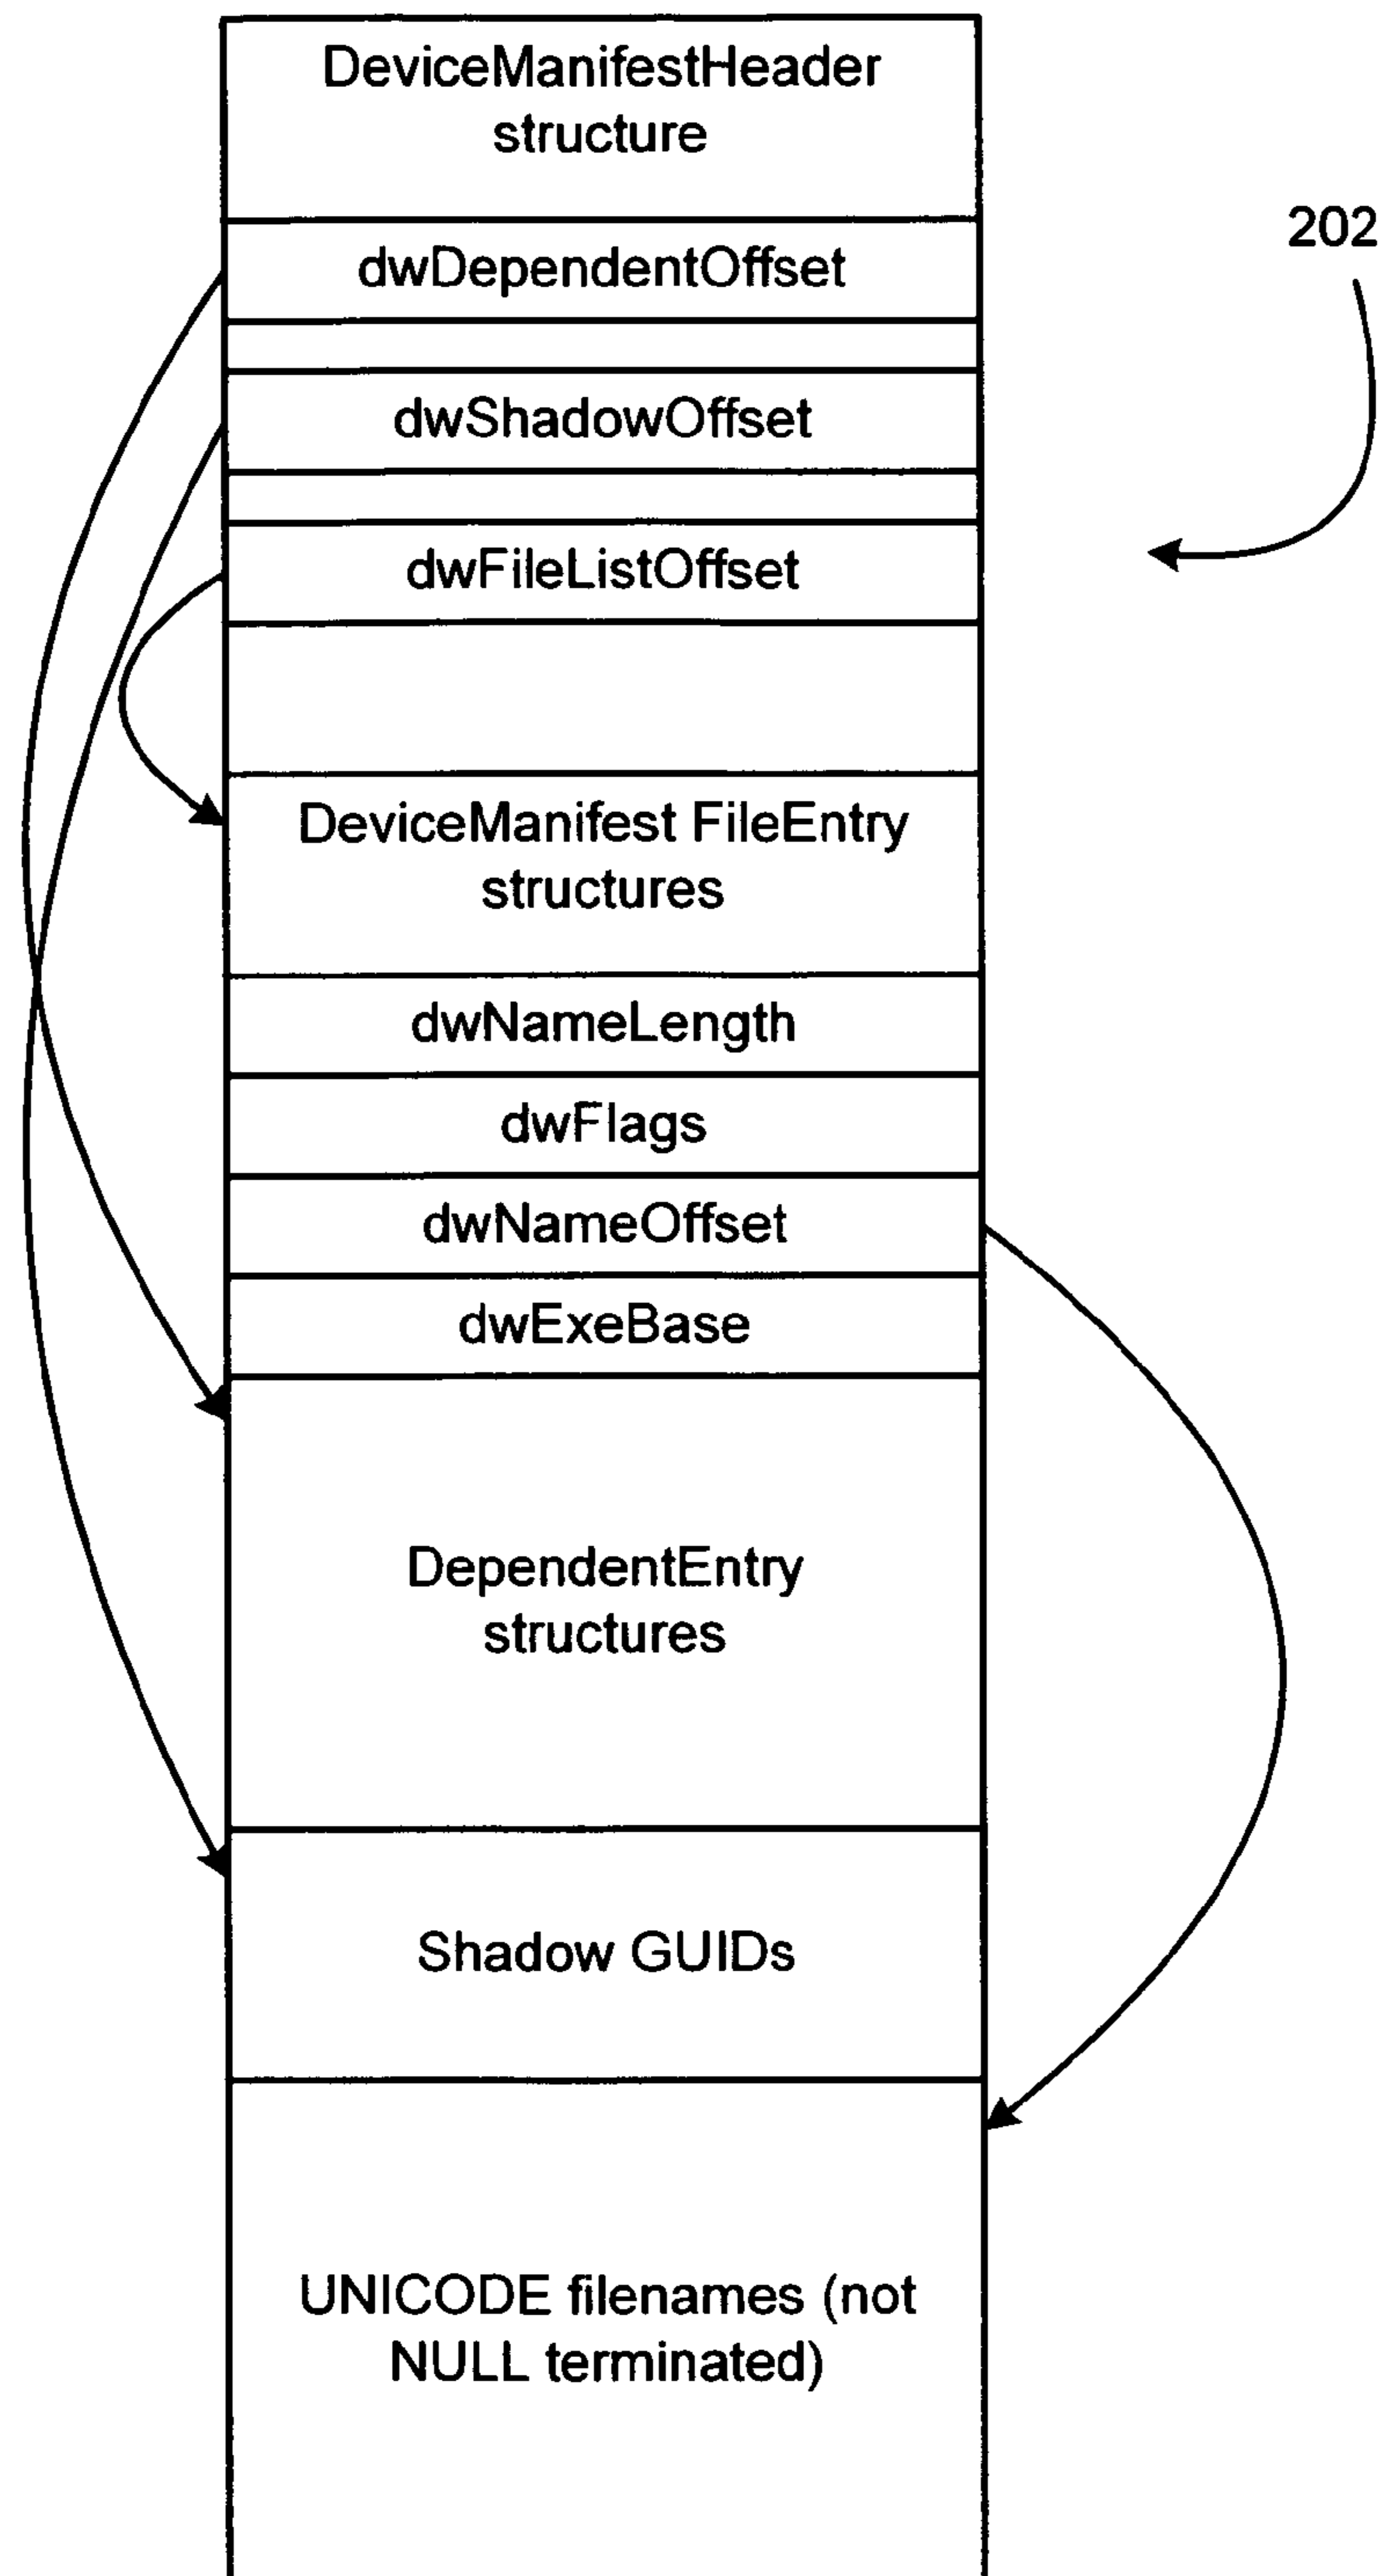 DeviceManifestHeader
structure
dwDependentOffset
202
dwShadowOffset
dwFileListOffset
DeviceManifest FileEntry
structures
dwNameLength
dwFlags
dwNameOffset
dwExeBase
DependentEntry
structures
Shadow GUIDs
UNICODE filenames (not
NULL terminated)